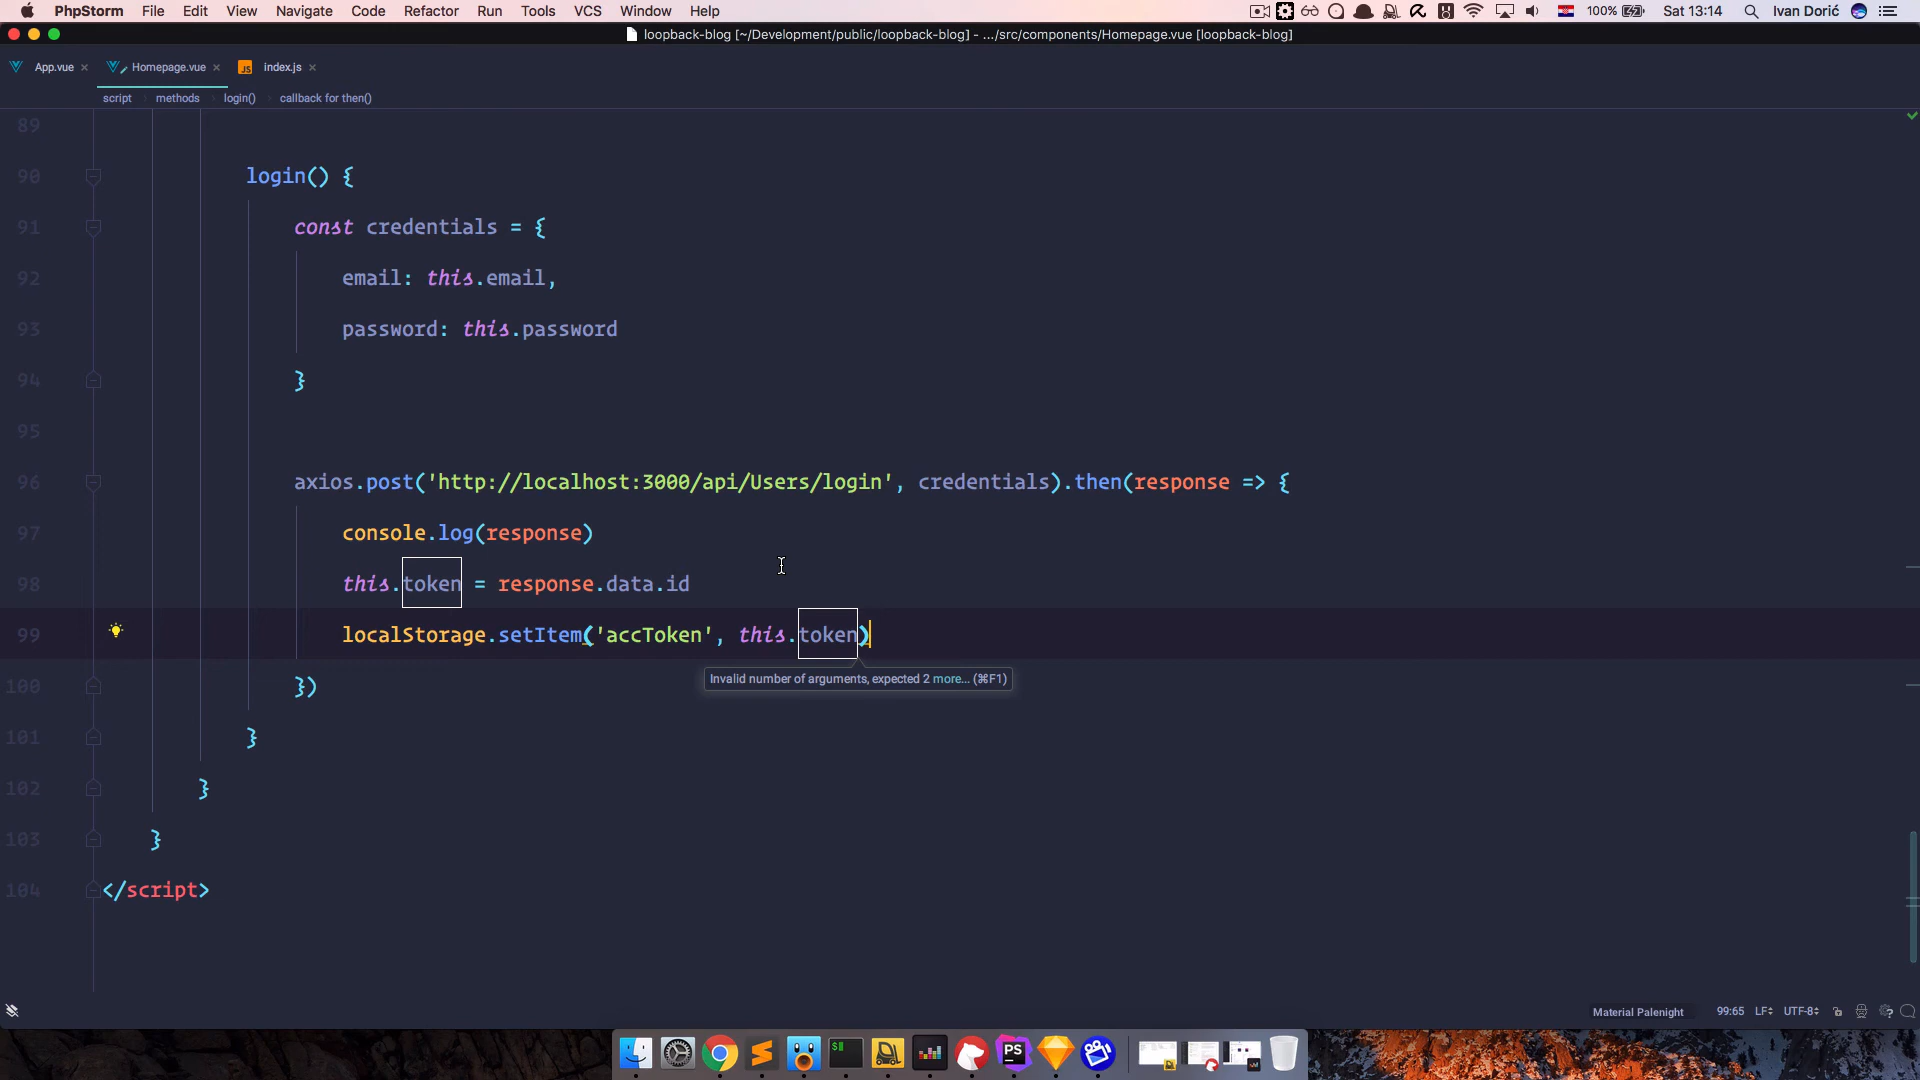 PhpStorm File Edit View Navigate Code Refactor Run Tools VCS Window Help 100% Sat 13:14 Ivan Dorić
loopback-blog [~/Development/public/loopback-blog] - .../src/components/Homepage.vue [loopback-blog]
App.vue Homepage.vue JS index.js
script methods login() callback for then()
89
90 login() {
91 const credentials = {
92 email: this.email,
93 password: this.password
94 }
95
96 axios.post('http://localhost:3000/api/Users/login', credentials).then(response => {
97 console.log(response)
98 this.token = response.data.id
99 localStorage.setItem('accToken', this.token)
Invalid number of arguments, expected 2 more... (⌘F1)
100 })
101 }
102 }
103 }
104 </script>
Material Palenight 99:65 LF UTF-8
$ PS